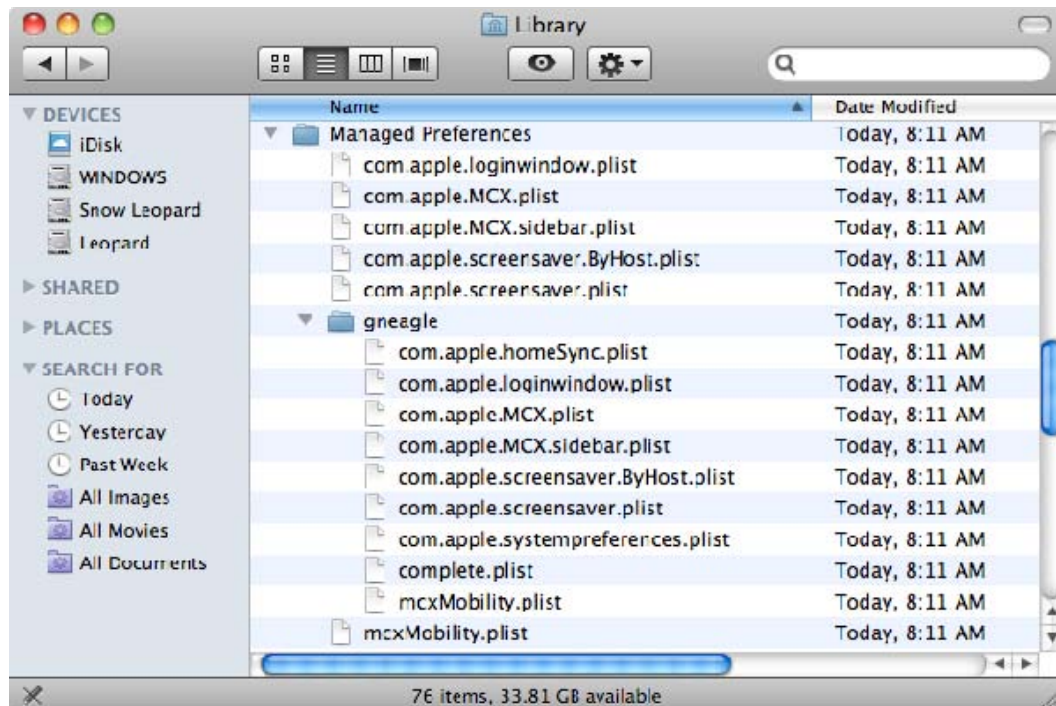 Library
Name Date Modified
DEVICES
iDisk
WINDOWS
Snow Leopard
Leopard
SHARED
PLACES
SEARCH FOR
Today
Yesterday
Past Week
All Images
All Movies
All Documents
Managed Preferences Today, 8:11 AM
com.apple.loginwindow.plist Today, 8:11 AM
com.apple.MCX.plist Today, 8:11 AM
com.apple.MCX.sidebar.plist Today, 8:11 AM
com.apple.screensaver.ByHost.plist Today, 8:11 AM
com.apple.screensaver.plist Today, 8:11 AM
gneagle Today, 8:11 AM
com.apple.homeSync.plist Today, 8:11 AM
com.apple.loginwindow.plist Today, 8:11 AM
com.apple.MCX.plist Today, 8:11 AM
com.apple.MCX.sidebar.plist Today, 8:11 AM
com.apple.screensaver.ByHost.plist Today, 8:11 AM
com.apple.screensaver.plist Today, 8:11 AM
com.apple.systempreferences.plist Today, 8:11 AM
complete.plist Today, 8:11 AM
mcxMobility.plist Today, 8:11 AM
mcxMobility.plist Today, 8:11 AM
76 items, 33.81 GB available